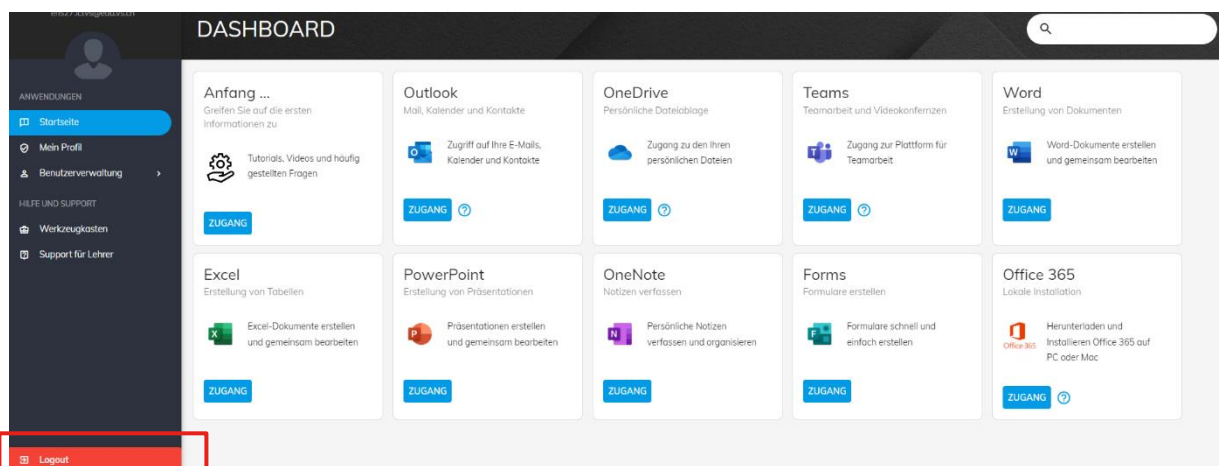 DASHBOARD
ANWENDUNGEN
Startseite
Mein Profil
Benutzerverwaltung
HILFE UND SUPPORT
Werkzeugkasten
Support für Lehrer
Logout
Anfang ...
Greifen Sie auf die ersten
Informationen zu
Tutorials, Videos und häufig
gestellten Fragen
ZUGANG
Outlook
Mail, Kalender und Kontakte
Zugriff auf Ihre E-Mails,
Kalender und Kontakte
ZUGANG
OneDrive
Persönliche Dateiablage
Zugang zu den Ihren
persönlichen Dateien
ZUGANG
Teams
Teamarbeit und Videokonfernzen
Zugang zur Plattform für
Teamarbeit
ZUGANG
Word
Erstellung von Dokumenten
Word-Dokumente erstellen
und gemeinsam bearbeiten
ZUGANG
Excel
Erstellung von Tabellen
Excel-Dokumente erstellen
und gemeinsam bearbeiten
ZUGANG
PowerPoint
Erstellung von Präsentationen
Präsentationen erstellen
und gemeinsam bearbeiten
ZUGANG
OneNote
Notizen verfassen
Persönliche Notizen
verfassen und organisieren
ZUGANG
Forms
Formulare erstellen
Formulare schnell und
einfach erstellen
ZUGANG
Office 365
Lokale Installation
Office 365
Herunterladen und
Installieren Office 365 auf
PC oder Mac
ZUGANG